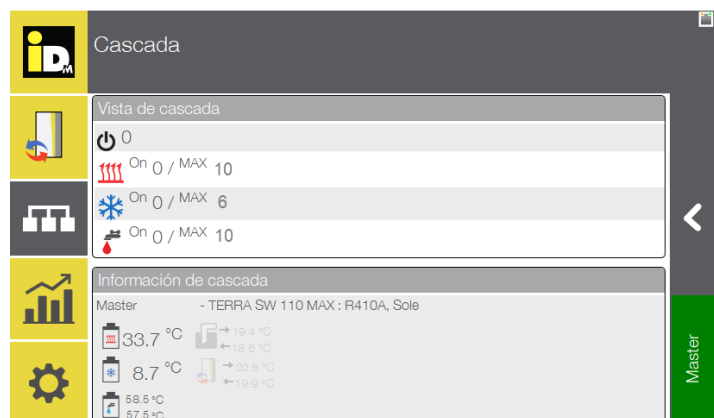 iDM
Cascada
Vista de cascada
0
On 0 / MAX 10
On 0 / MAX 6
On 0 / MAX 10
Información de cascada
Master - TERRA SW 110 MAX : R410A, Sole
33.7 °C
→ 19.4 °C
← 18.6 °C
8.7 °C
→ 20.6 °C
← 19.9 °C
58.5 °C
57.5 °C
Master